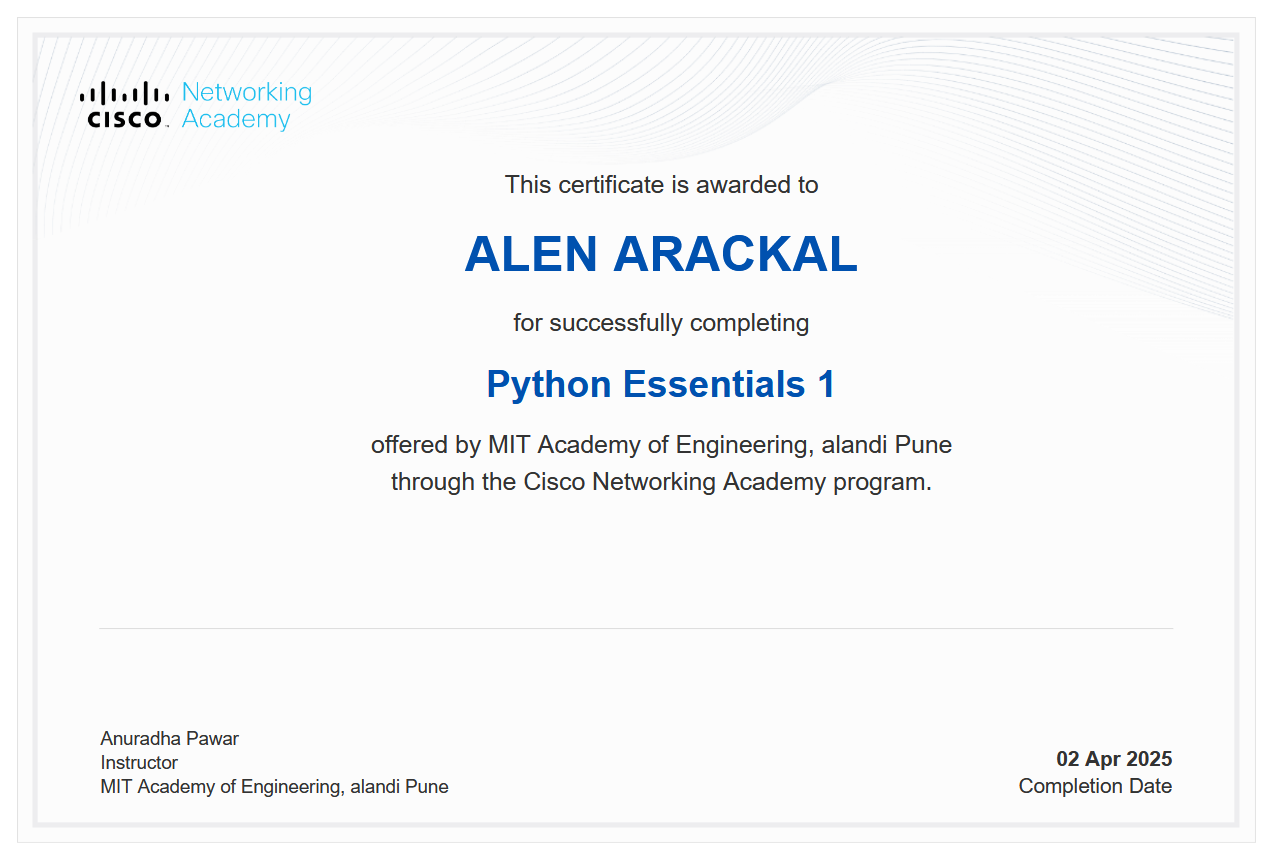 CISCO Networking
Academy
This certificate is awarded to
ALEN ARACKAL
for successfully completing
Python Essentials 1
offered by MIT Academy of Engineering, alandi Pune
through the Cisco Networking Academy program.
Anuradha Pawar
Instructor
MIT Academy of Engineering, alandi Pune
02 Apr 2025
Completion Date